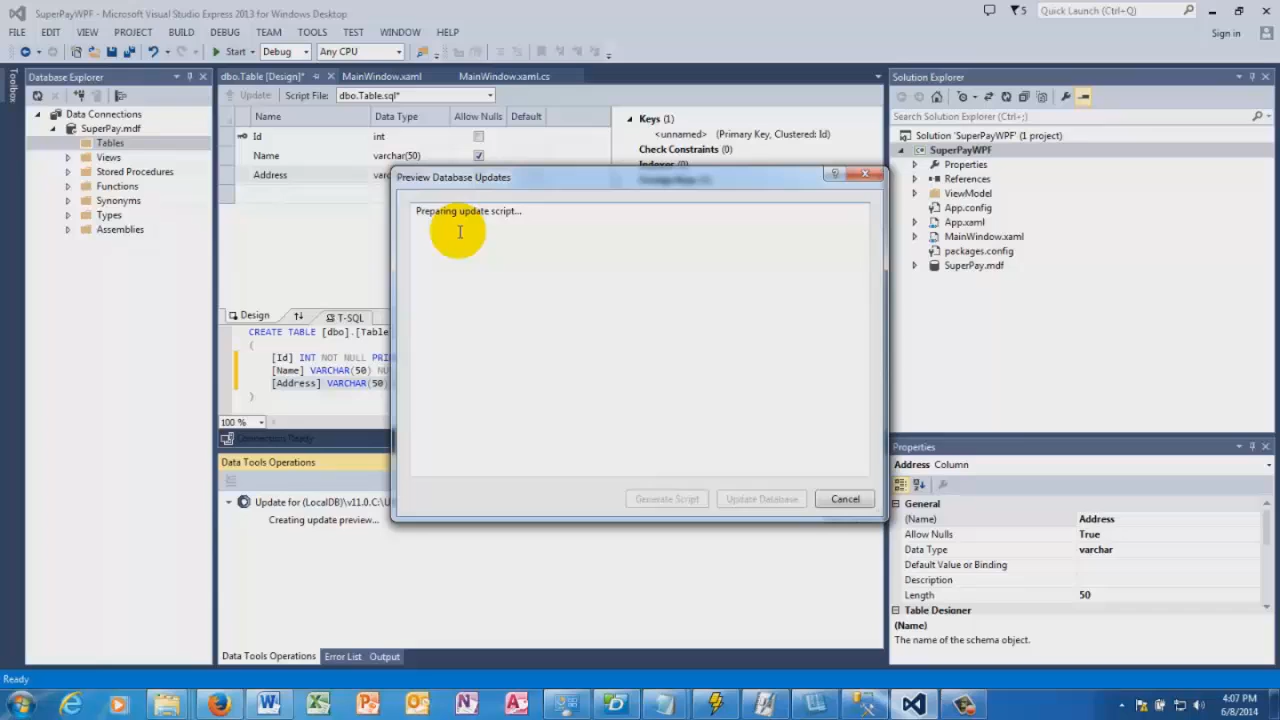 SuperPayWPF - Microsoft Visual Studio Express 2013 for Windows Desktop
5
Quick Launch (Ctrl+Q)
FILE EDIT VIEW PROJECT BUILD DEBUG TEAM TOOLS TEST WINDOW HELP
Sign in
Start Debug Any CPU
Toolbox
Database Explorer
Data Connections
SuperPay.mdf
Tables
Views
Stored Procedures
Functions
Synonyms
Types
Assemblies
dbo.Table [Design]* MainWindow.xaml MainWindow.xaml.cs
Update Script File: dbo.Table.sql*
Name Data Type Allow Nulls Default
Id int
Name varchar(50)
Address
Keys (1)
<unnamed> (Primary Key, Clustered: Id)
Check Constraints (0)
Preview Database Updates
Preparing update script...
Generate Script Update Database Cancel
Design T-SQL
CREATE TABLE [dbo].[Table
(
[Id] INT NOT NULL PRI
[Name] VARCHAR(50) NU
[Address] VARCHAR(50)
)
100 %
Connections Ready
Data Tools Operations
Update for (LocalDB)\v11.0.C:\U
Creating update preview...
Data Tools Operations Error List Output
Solution Explorer
Search Solution Explorer (Ctrl+;)
Solution 'SuperPayWPF' (1 project)
SuperPayWPF
Properties
References
ViewModel
App.config
App.xaml
MainWindow.xaml
packages.config
SuperPay.mdf
Properties
Address Column
General
(Name) Address
Allow Nulls True
Data Type varchar
Default Value or Binding
Description
Length 50
Table Designer
(Name)
The name of the schema object.
Ready
4:07 PM
6/8/2014